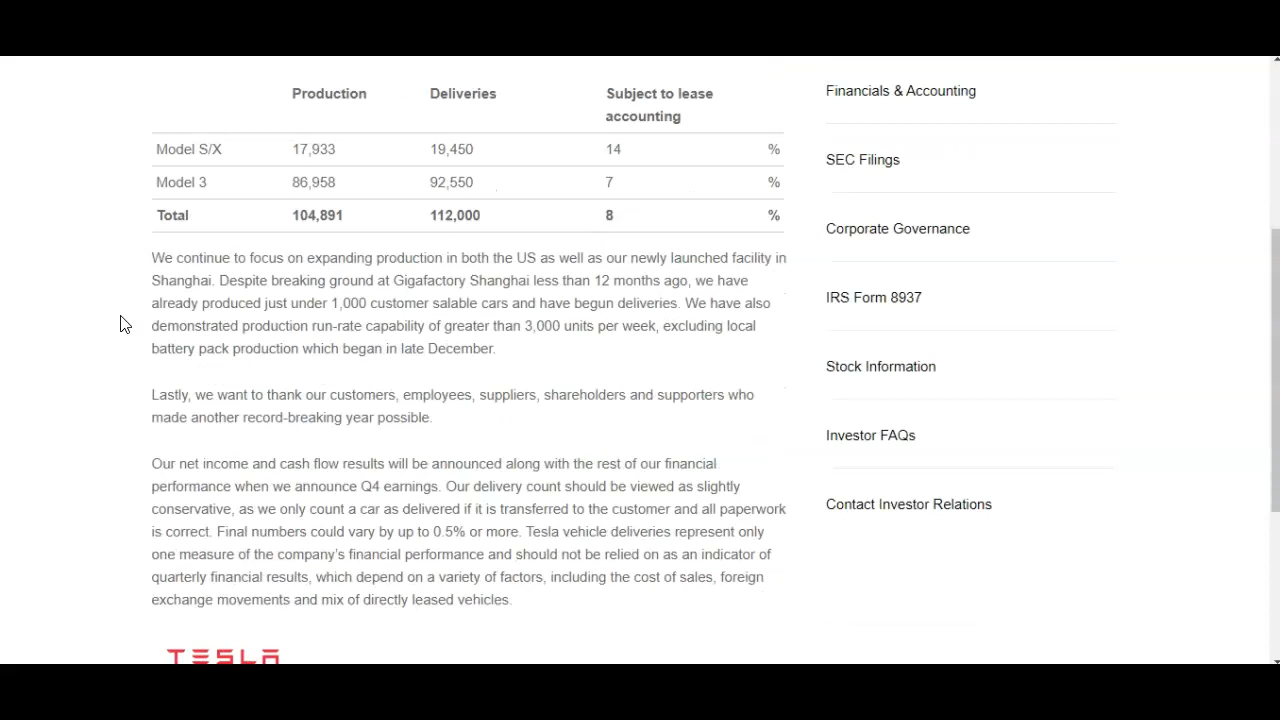 Production Deliveries Subject to lease
accounting
Model S/X 17,933 19,450 14 %
Model 3 86,958 92,550 7 %
Total 104,891 112,000 8 %
We continue to focus on expanding production in both the US as well as our newly launched facility in
Shanghai. Despite breaking ground at Gigafactory Shanghai less than 12 months ago, we have
already produced just under 1,000 customer salable cars and have begun deliveries. We have also
demonstrated production run-rate capability of greater than 3,000 units per week, excluding local
battery pack production which began in late December.
Lastly, we want to thank our customers, employees, suppliers, shareholders and supporters who
made another record-breaking year possible.
Our net income and cash flow results will be announced along with the rest of our financial
performance when we announce Q4 earnings. Our delivery count should be viewed as slightly
conservative, as we only count a car as delivered if it is transferred to the customer and all paperwork
is correct. Final numbers could vary by up to 0.5% or more. Tesla vehicle deliveries represent only
one measure of the company's financial performance and should not be relied on as an indicator of
quarterly financial results, which depend on a variety of factors, including the cost of sales, foreign
exchange movements and mix of directly leased vehicles.
TESLA
Financials & Accounting
SEC Filings
Corporate Governance
IRS Form 8937
Stock Information
Investor FAQs
Contact Investor Relations